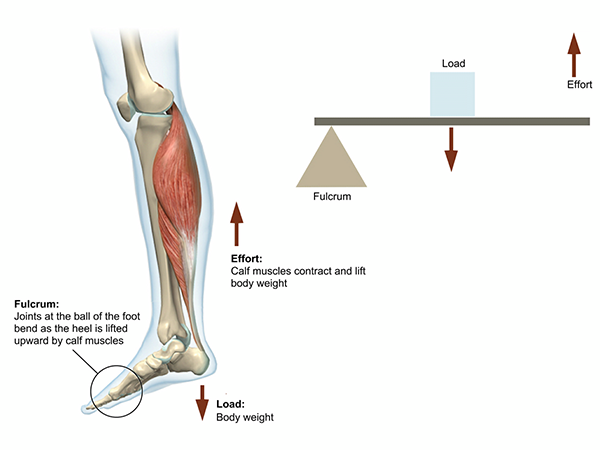 Load
Effort
Fulcrum
Effort:
Calf muscles contract and lift
body weight
Fulcrum:
Joints at the ball of the foot
bend as the heel is lifted
upward by calf muscles
Load:
Body weight